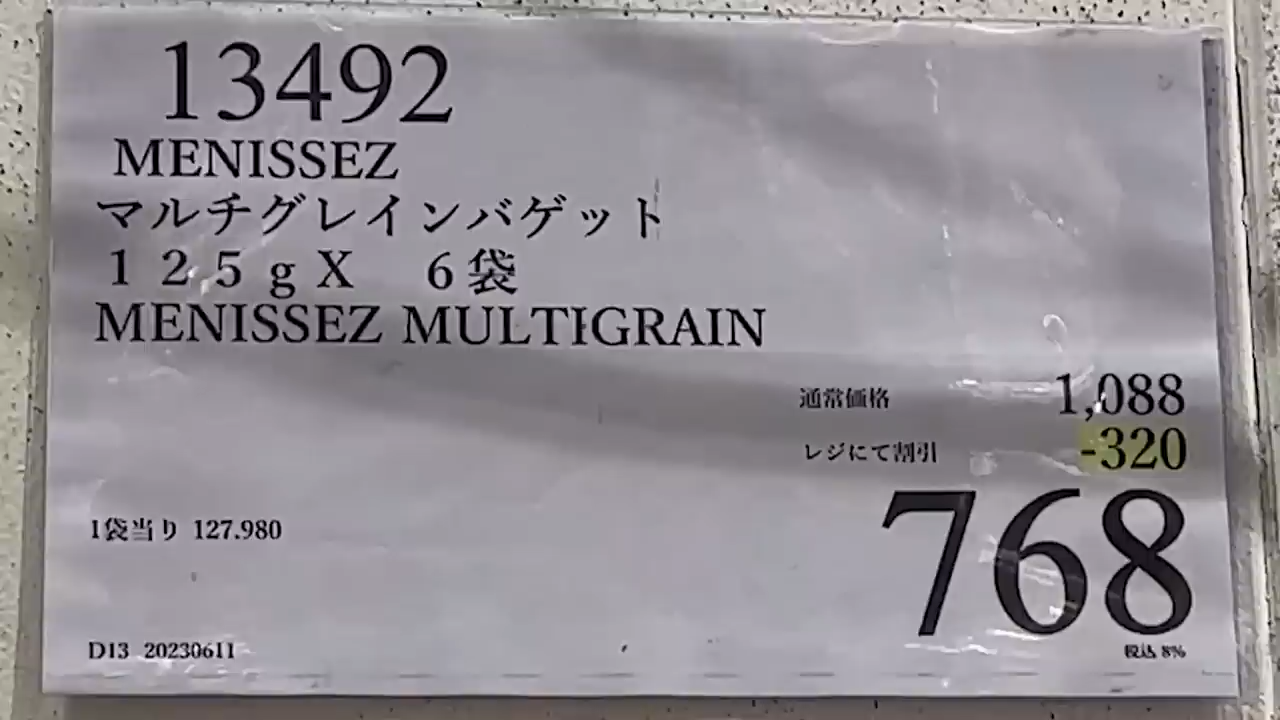 13492
MENISSEZ
マルチグレインバゲット
125gX　6袋
MENISSEZ MULTIGRAIN
通常価格 1,088
レジにて割引 -320
768
1袋当り 127.980
税込 8%
D13 20230611